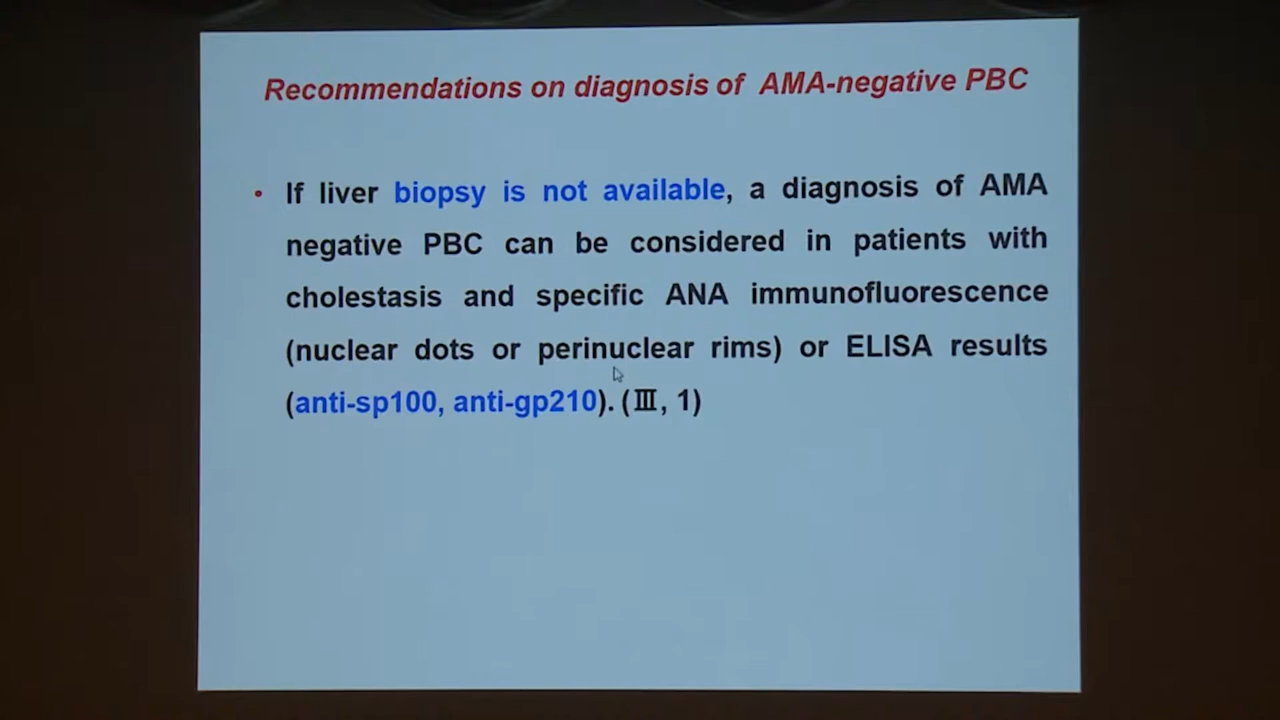 Recommendations on diagnosis of AMA-negative PBC
• If liver biopsy is not available, a diagnosis of AMA
negative PBC can be considered in patients with
cholestasis and specific ANA immunofluorescence
(nuclear dots or perinuclear rims) or ELISA results
(anti-sp100, anti-gp210). (Ⅲ, 1)